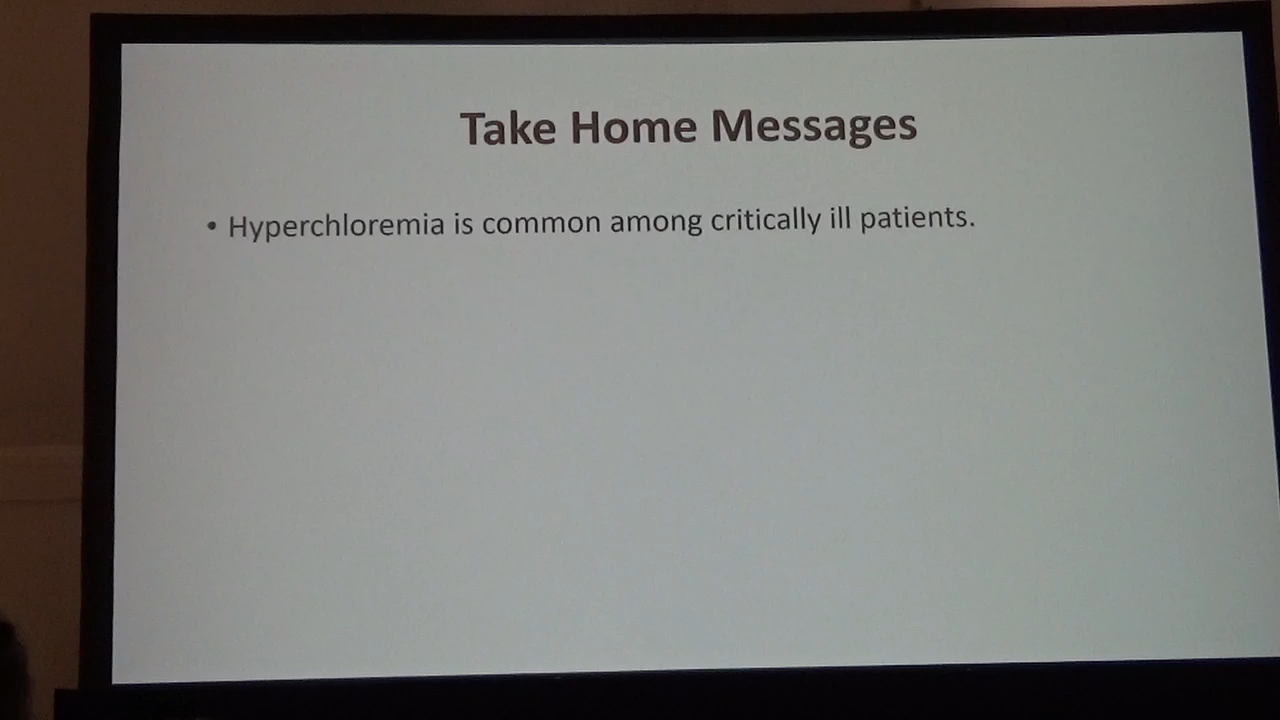 Take Home Messages
• Hyperchloremia is common among critically ill patients.